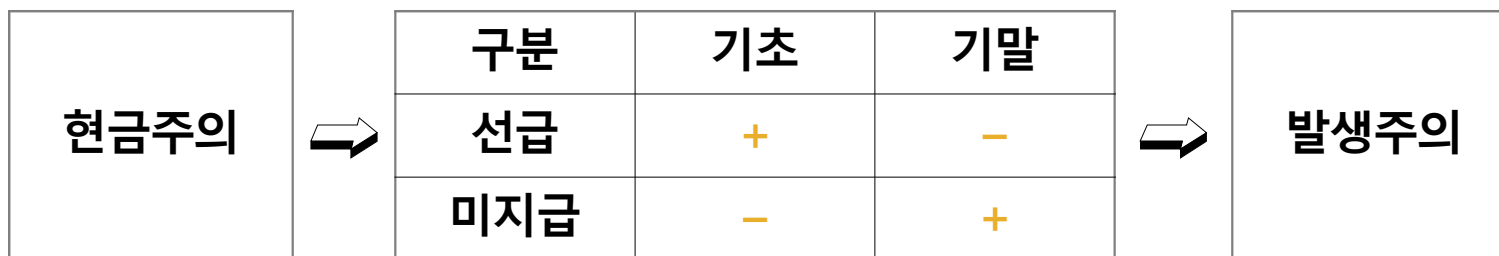 구분 기초 기말
현금주의 ⇨ 선급 + − ⇨ 발생주의
미지급 − +